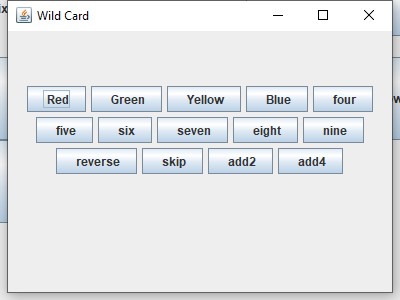 Wild Card
Red Green Yellow Blue four
five six seven eight nine
reverse skip add2 add4